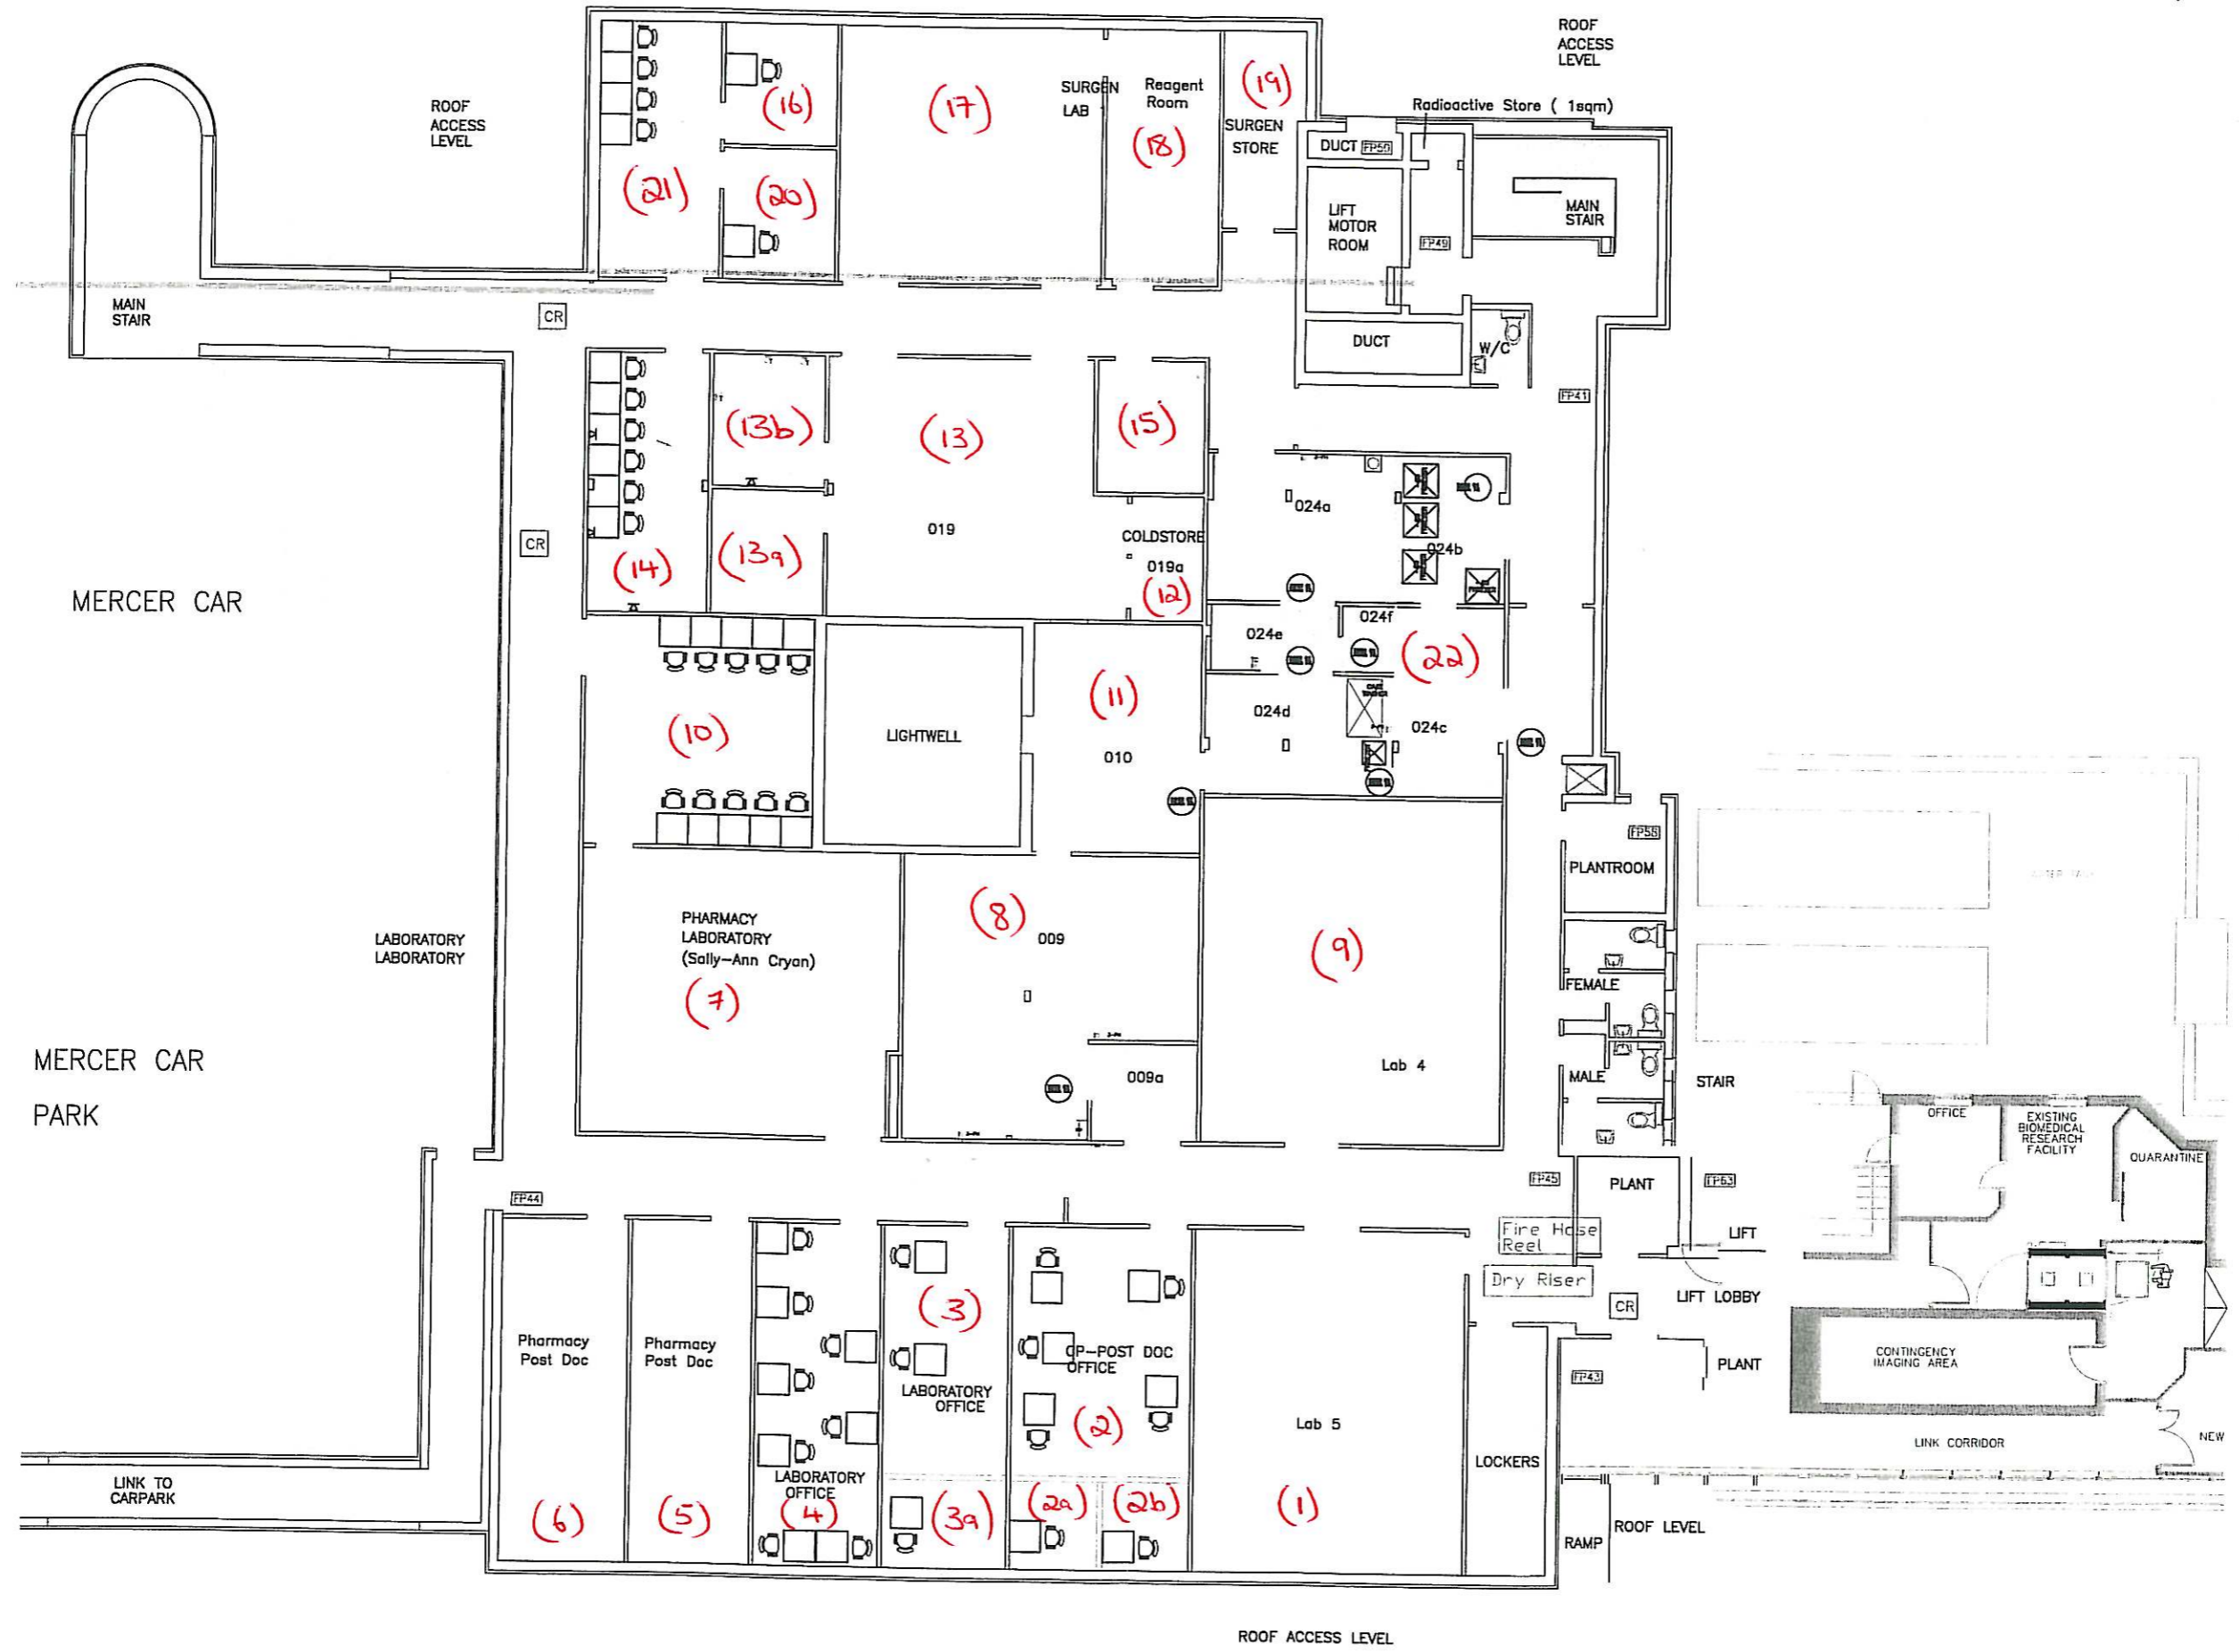 ROOF
ACCESS
LEVEL
ROOF
ACCESS
LEVEL
(16)
(17)
SURGEN
LAB
Reagent
Room
(18)
(19)
SURGEN
STORE
Radioactive Store ( 1sqm)
DUCT
FP50
(21)
(20)
LIFT
MOTOR
ROOM
FP49
MAIN
STAIR
MAIN
STAIR
CR
DUCT
W/C
FP41
(13b)
(13)
(15)
CR
(14)
(13a)
019
COLDSTORE
019a
(12)
024a
024b
MERCER CAR
024e
024f
(22)
(10)
LIGHTWELL
(11)
010
024d
024c
FP58
PLANTROOM
LABORATORY
LABORATORY
PHARMACY
LABORATORY
(Sally-Ann Cryan)
(7)
(8)
009
(9)
FEMALE
MERCER CAR
PARK
009a
Lab 4
MALE
STAIR
OFFICE
EXISTING
BIOMEDICAL
RESEARCH
FACILITY
QUARANTINE
FP44
FP45
PLANT
FP63
Fire Hose
Reel
LIFT
Dry Riser
CR
LIFT LOBBY
(3)
Pharmacy
Post Doc
Pharmacy
Post Doc
LABORATORY
OFFICE
OP-POST DOC
OFFICE
(2)
Lab 5
FP43
PLANT
CONTINGENCY
IMAGING AREA
LINK CORRIDOR
NEW
LOCKERS
LINK TO
CARPARK
LABORATORY
OFFICE
(6)
(5)
(4)
(3a)
(2a)
(2b)
(1)
RAMP
ROOF LEVEL
ROOF ACCESS LEVEL